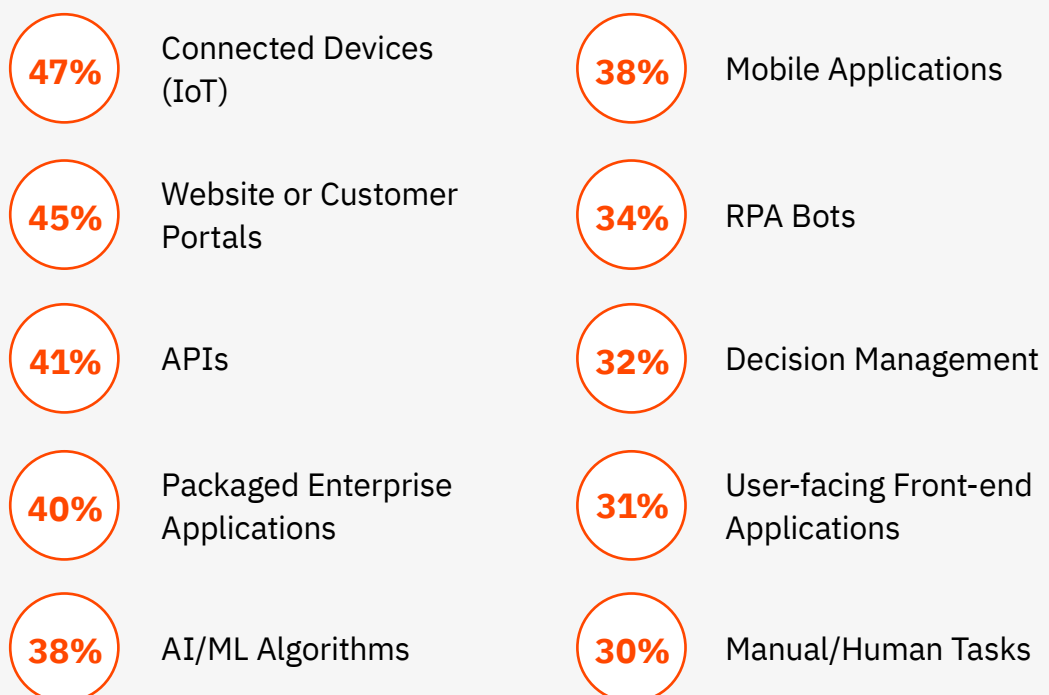 47%
Connected Devices
(IoT)
45%
Website or Customer
Portals
41%
APIs
40%
Packaged Enterprise
Applications
38%
AI/ML Algorithms
38%
Mobile Applications
34%
RPA Bots
32%
Decision Management
31%
User-facing Front-end
Applications
30%
Manual/Human Tasks